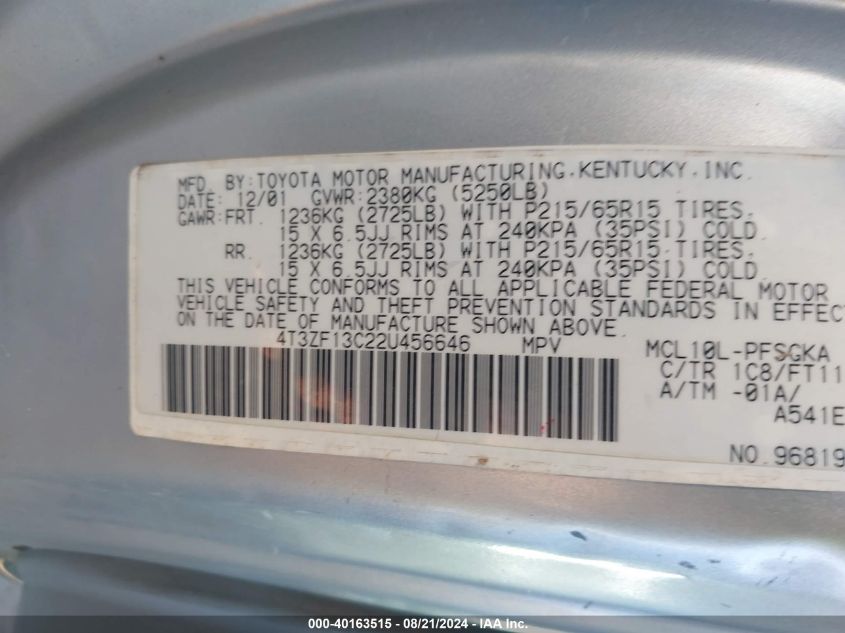 MFD. BY: TOYOTA MOTOR MANUFACTURING, KENTUCKY, INC.
DATE: 12/01 GVWR: 2380KG (5250LB)
GAWR: FRT. 1236KG (2725LB) WITH P215/65R15 TIRES.
15 X 6.5JJ RIMS AT 240KPA (35PSI) COLD.
RR. 1236KG (2725LB) WITH P215/65R15 TIRES.
15 X 6.5JJ RIMS AT 240KPA (35PSI) COLD.
THIS VEHICLE CONFORMS TO ALL APPLICABLE FEDERAL MOTOR
VEHICLE SAFETY AND THEFT PREVENTION STANDARDS IN EFFECT
ON THE DATE OF MANUFACTURE SHOWN ABOVE.
4T3ZF13C22U456646 MPV MCL10L-PFSGKA
C/TR 1C8/FT11
A/TM -01A/
A541E
NO. 96819
000-40163515 - 08/21/2024 - IAA Inc.